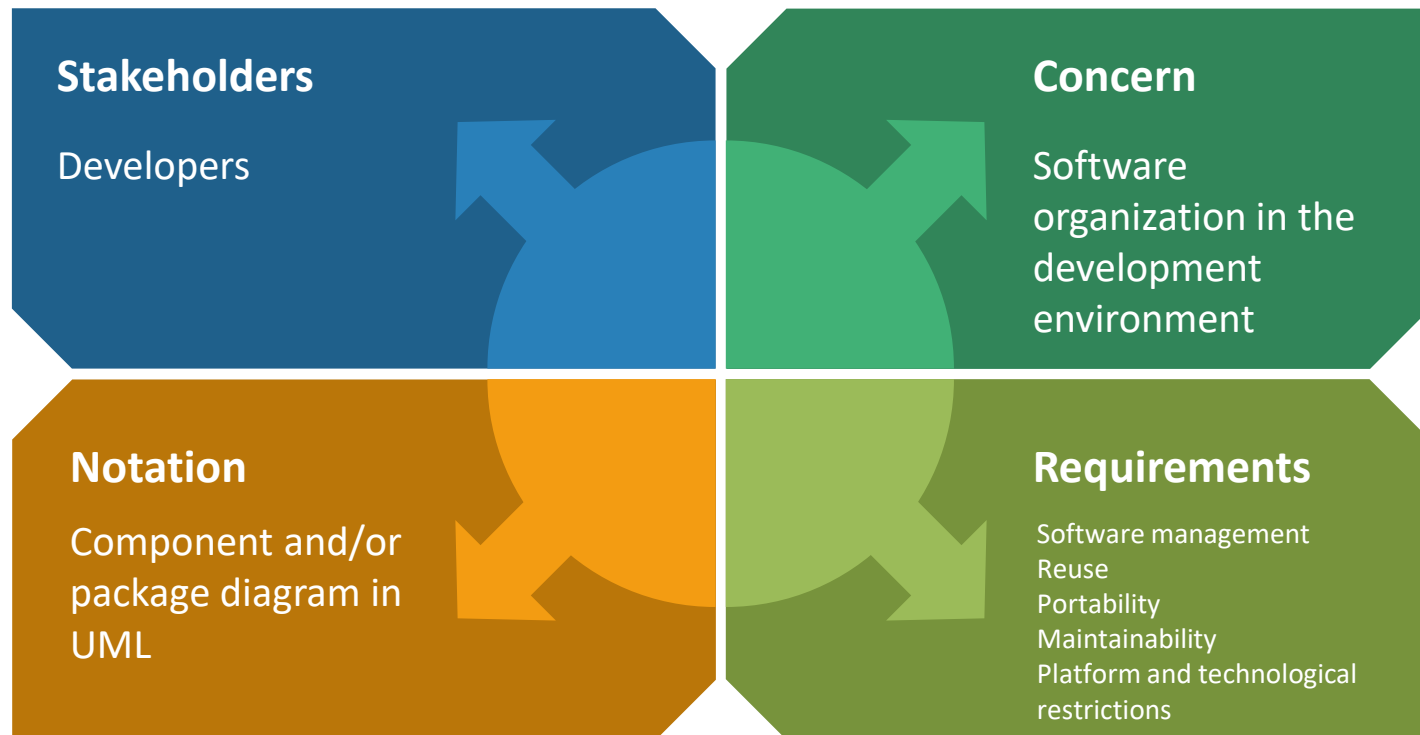 Stakeholders
Developers
Concern
Software
organization in the
development
environment
Notation
Component and/or
package diagram in
UML
Requirements
Software management
Reuse
Portability
Maintainability
Platform and technological
restrictions